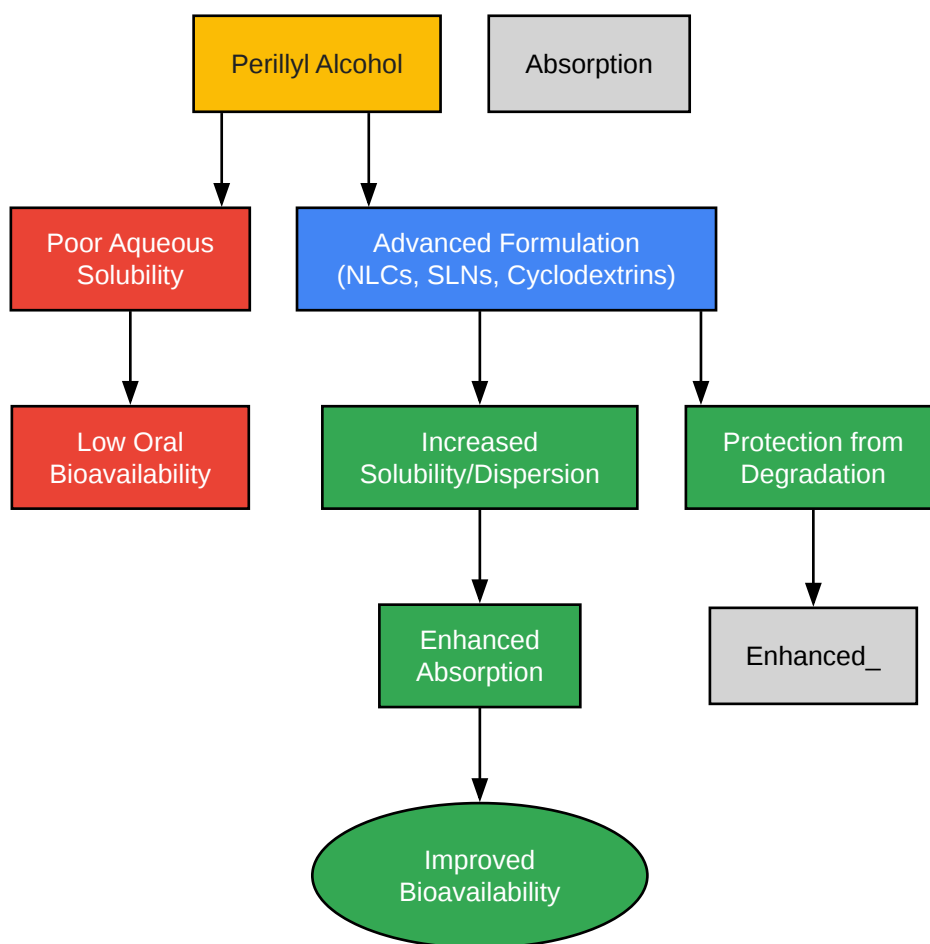 Perillyl Alcohol
Absorption
Poor Aqueous
Solubility
Advanced Formulation
(NLCs, SLNs, Cyclodextrins)
Low Oral
Bioavailability
Increased
Solubility/Dispersion
Protection from
Degradation
Enhanced
Absorption
Enhanced_
Improved
Bioavailability